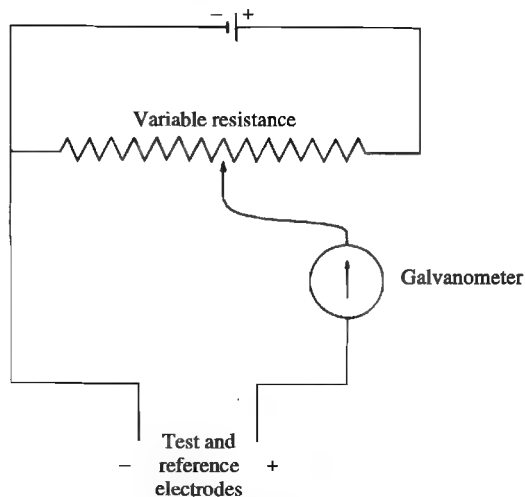 − +
Variable resistance
Galvanometer
Test and
− reference +
electrodes